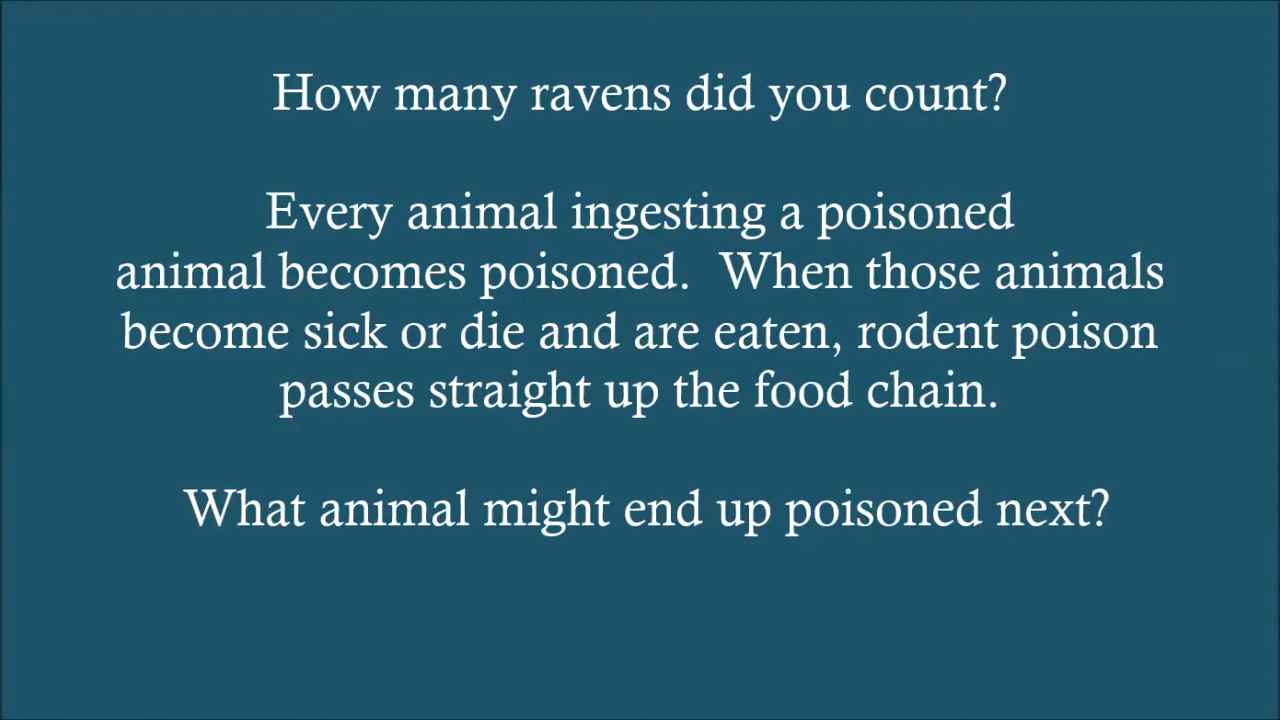 How many ravens did you count?
Every animal ingesting a poisoned
animal becomes poisoned.  When those animals
become sick or die and are eaten, rodent poison
passes straight up the food chain.
What animal might end up poisoned next?